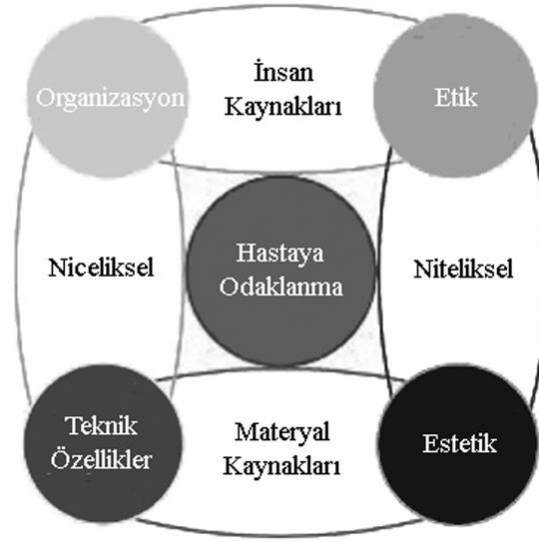 Organizasyon
İnsan
Kaynakları
Etik
Niceliksel
Hastaya
Odaklanma
Niteliksel
Teknik
Özellikler
Materyal
Kaynakları
Estetik